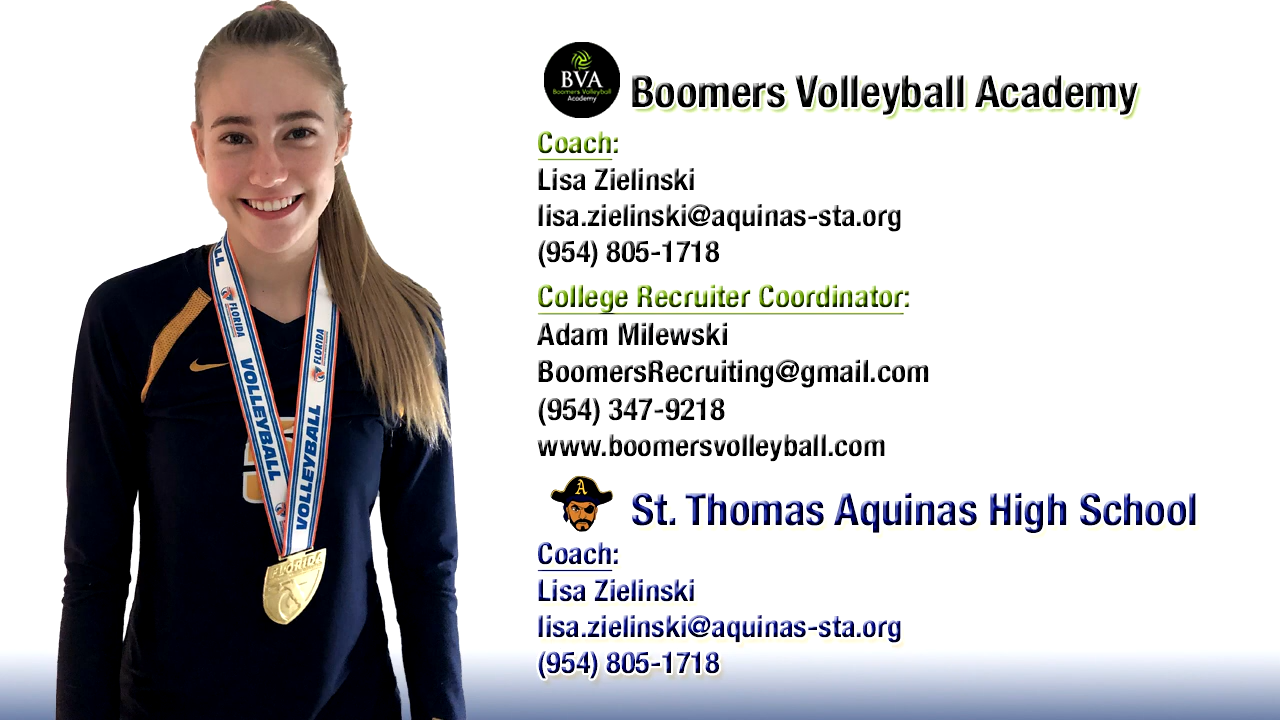 BVA
Boomers Volleyball
Academy
Boomers Volleyball Academy
Coach:
Lisa Zielinski
lisa.zielinski@aquinas-sta.org
(954) 805-1718
College Recruiter Coordinator:
Adam Milewski
BoomersRecruiting@gmail.com
(954) 347-9218
www.boomersvolleyball.com
A
St. Thomas Aquinas High School
Coach:
Lisa Zielinski
lisa.zielinski@aquinas-sta.org
(954) 805-1718
LL
FLORIDA
VOLLEYBALL
FLORIDA
VOLLEYBALL
FLORIDA